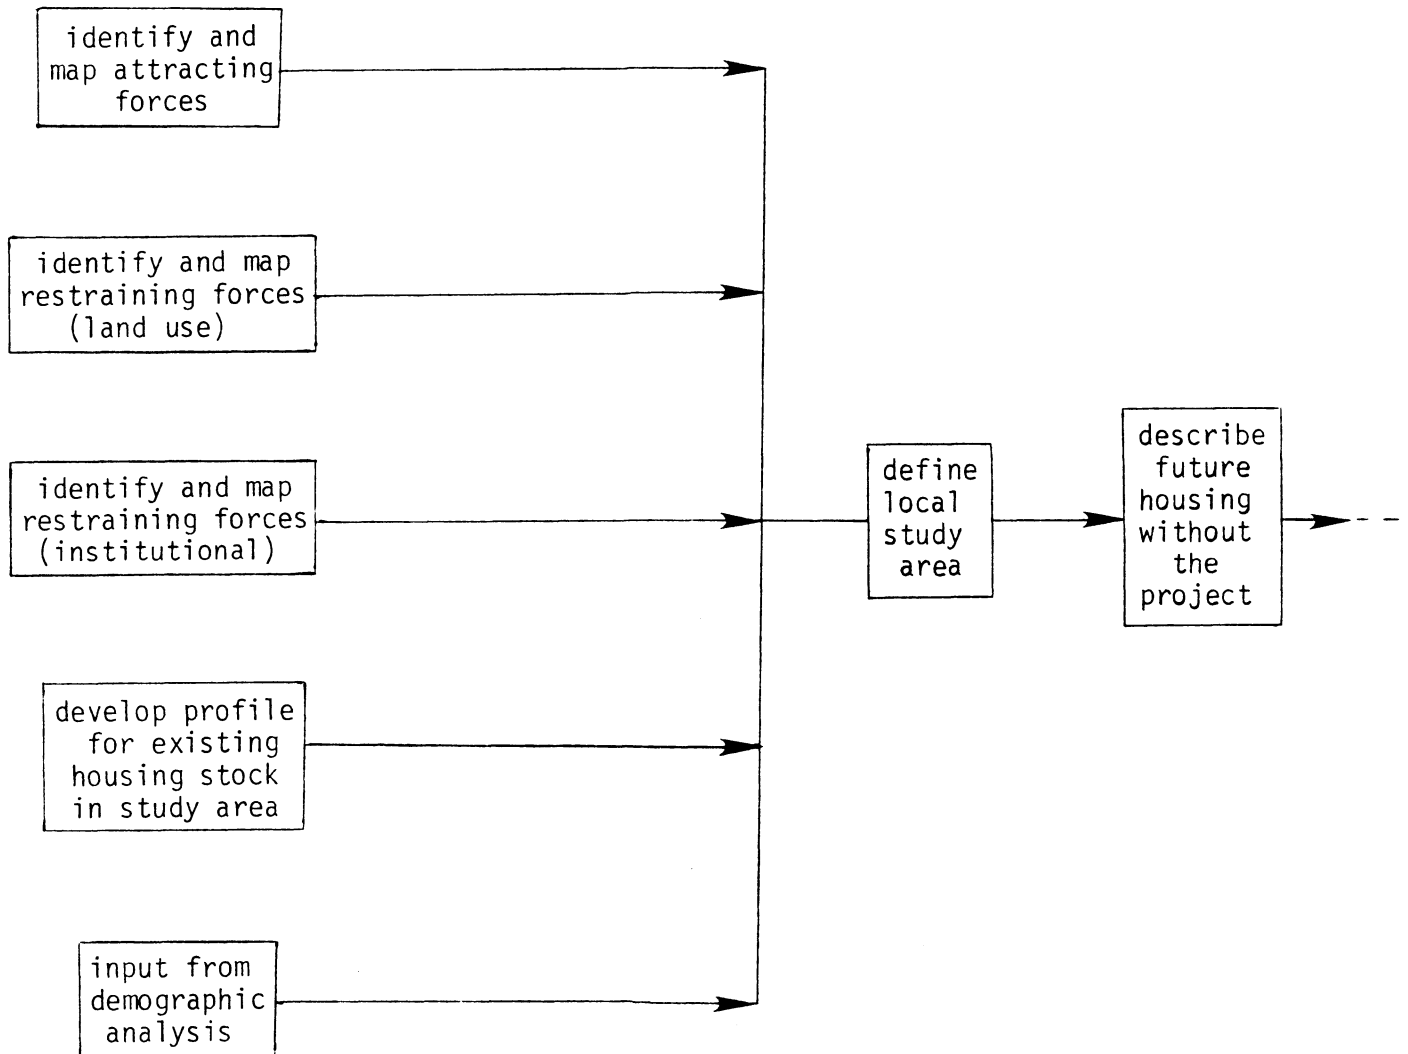 identify and
map attracting
forces
identify and map
restraining forces
(land use)
identify and map
restraining forces
(institutional)
develop profile
for existing
housing stock
in study area
input from
demographic
analysis
define
local
study
area
describe
future
housing
without
the
project